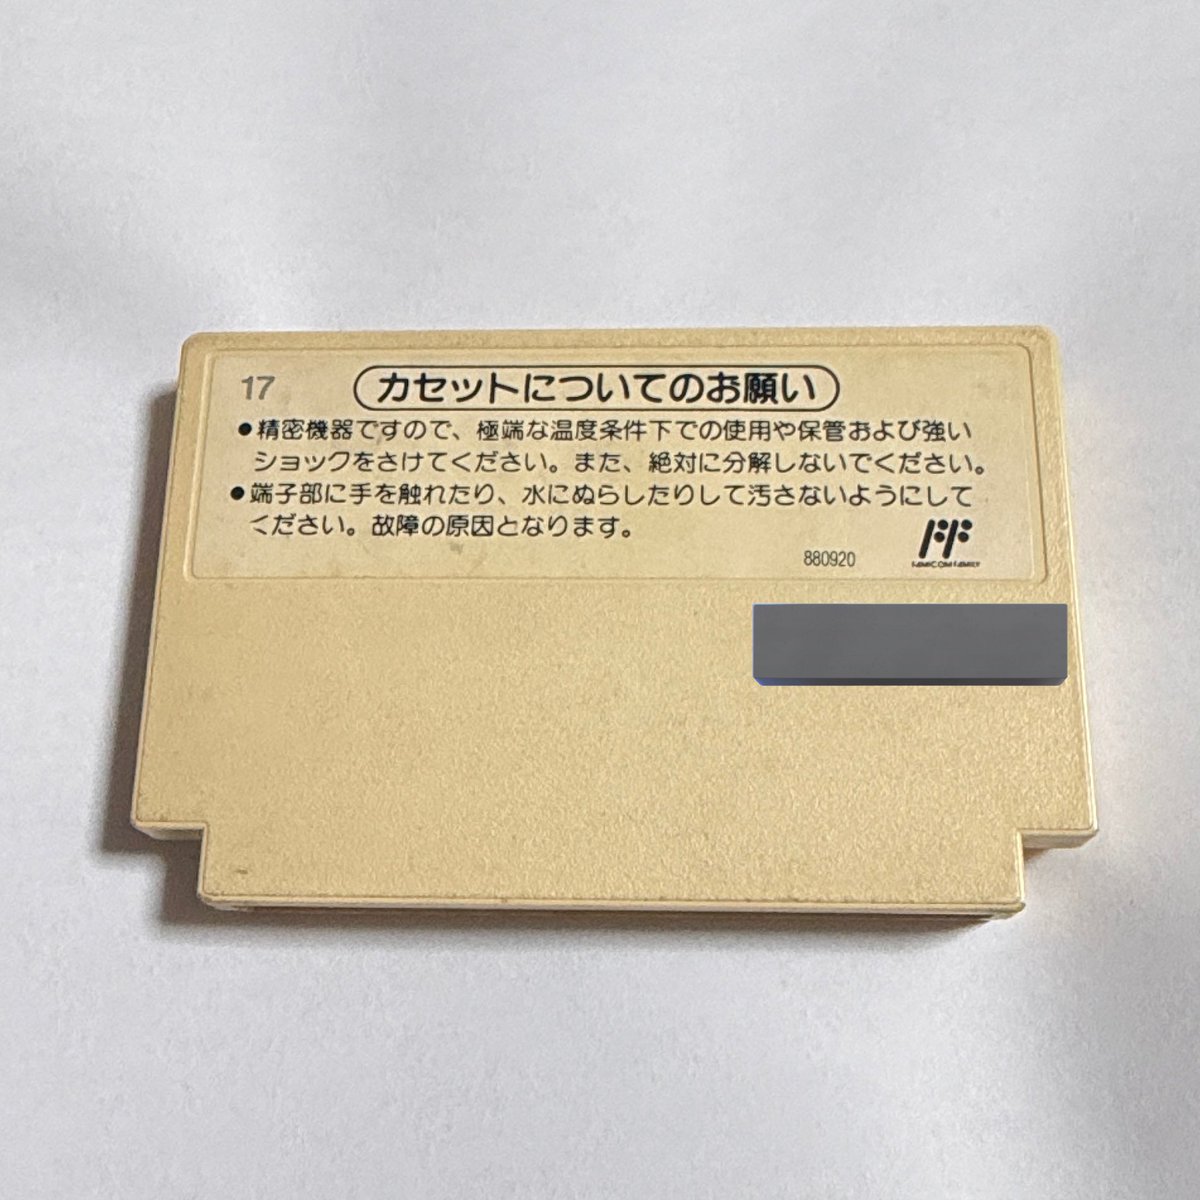 17
カセットについてのお願い
●精密機器ですので、極端な温度条件下での使用や保管および強い
ショックをさけてください。また、絶対に分解しないでください。
●端子部に手を触れたり、水にぬらしたりして汚さないようにして
ください。故障の原因となります。
880920
FF
FAMICOM FAMILY